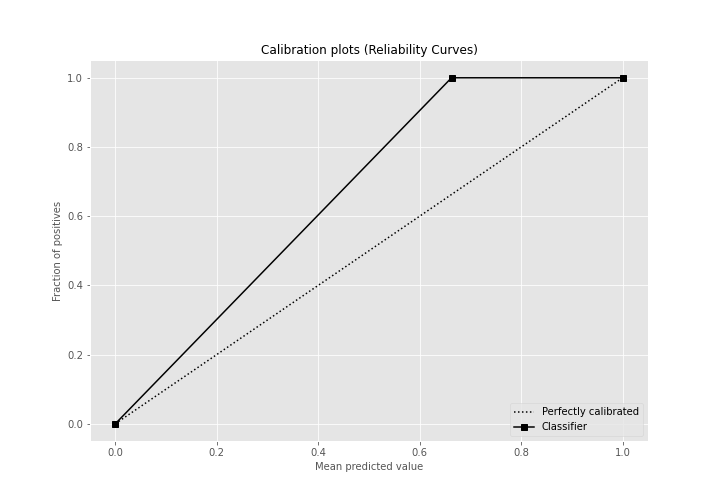 Calibration plots (Reliability Curves)
1.0
0.8
0.6
0.4
0.2
0.0
Fraction of positives
Perfectly calibrated
Classifier
0.0 0.2 0.4 0.6 0.8 1.0
Mean predicted value